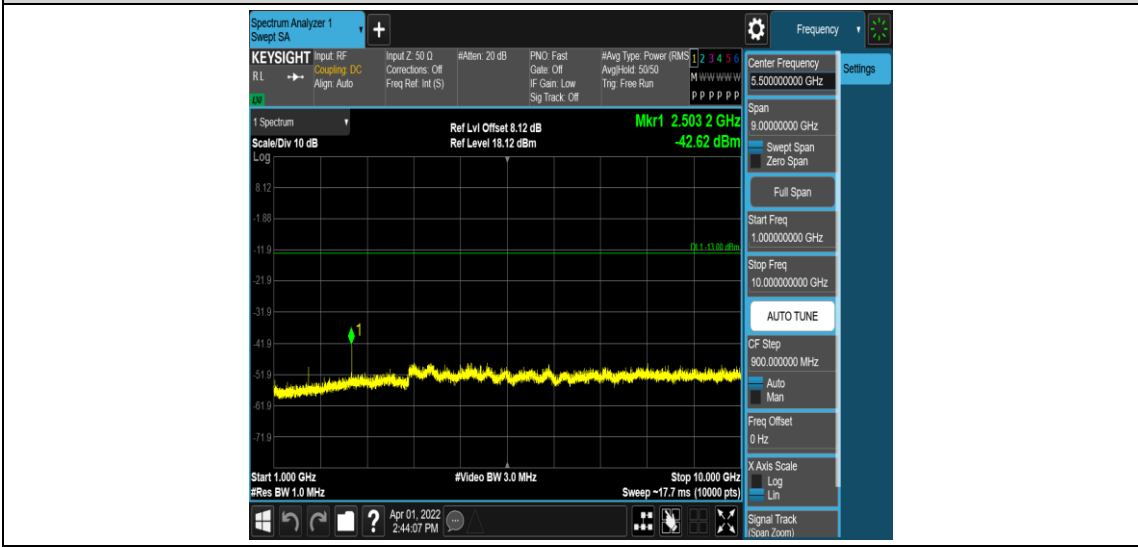 Spectrum Analyzer 1
Swept SA
+
Frequency
KEYSIGHT
RL
Input: RF
Coupling: DC
Align: Auto
Input Z: 50 Ω
Corrections: Off
Freq Ref: Int (S)
#Atten: 20 dB
PNO: Fast
Gate: Off
IF Gain: Low
Sig Track: Off
#Avg Type: Power (RMS
Avg|Hold: 50/50
Trig: Free Run
1 2 3 4 5 6
M W W W W W
P P P P P P
1 Spectrum
Scale/Div 10 dB
Log
Ref Lvl Offset 8.12 dB
Ref Level 18.12 dBm
Mkr1 2.503 2 GHz
-42.62 dBm
8.12
-1.88
-11.9
DL1 -13.00 dBm
-21.9
-31.9
1
-41.9
-51.9
-61.9
-71.9
Start 1.000 GHz
#Video BW 3.0 MHz
Stop 10.000 GHz
#Res BW 1.0 MHz
Sweep ~17.7 ms (10000 pts)
?
Apr 01, 2022
2:44:07 PM
Center Frequency
5.50000000 GHz
Settings
Span
9.00000000 GHz
Swept Span
Zero Span
Full Span
Start Freq
1.000000000 GHz
Stop Freq
10.000000000 GHz
AUTO TUNE
CF Step
900.000000 MHz
Auto
Man
Freq Offset
0 Hz
X Axis Scale
Log
Lin
Signal Track
(Span Zoom)